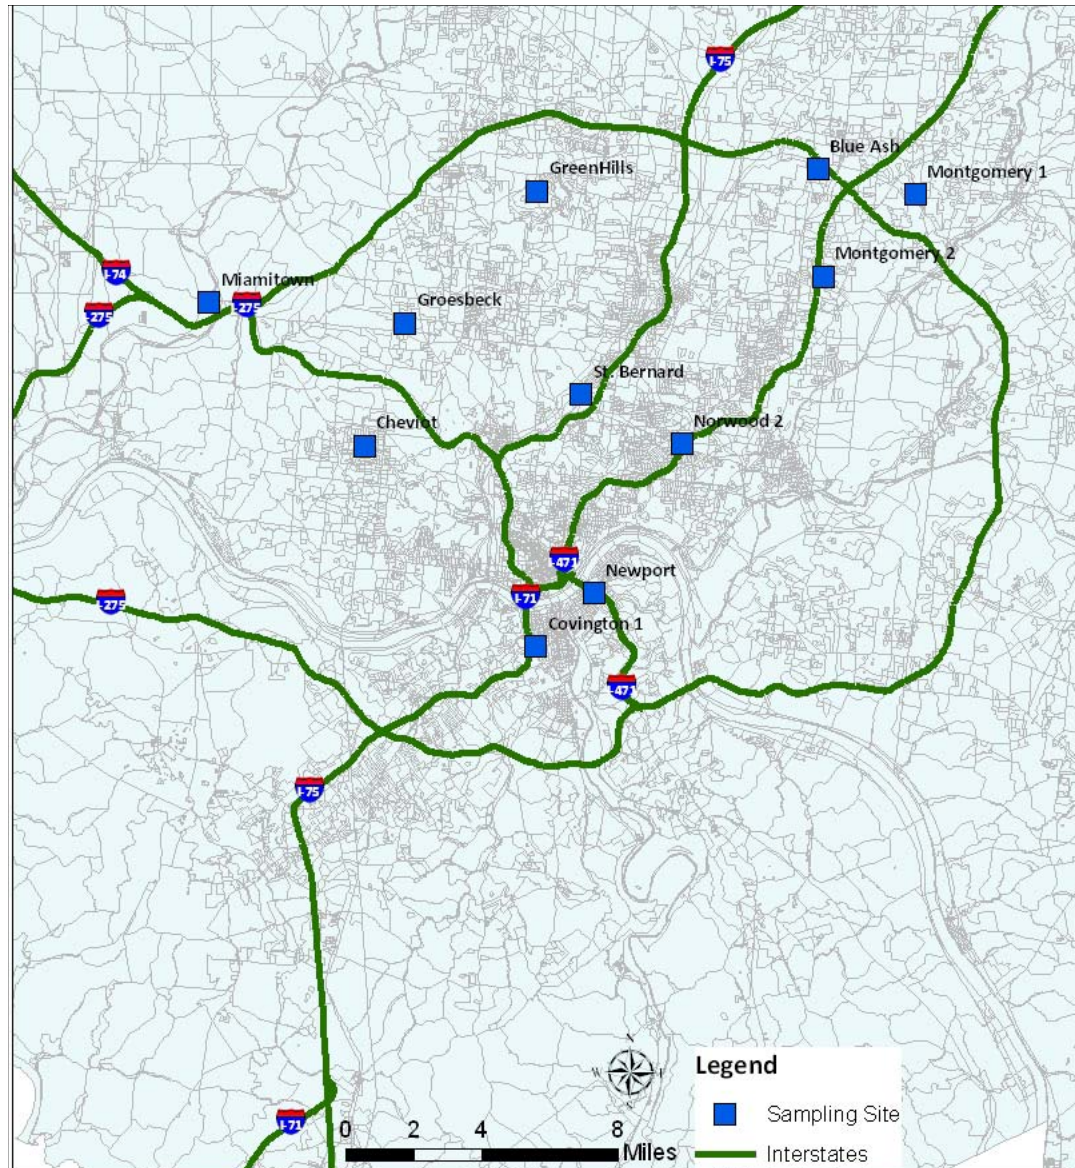 I-75
Blue Ash
GreenHills
Montgomery 1
Montgomery 2
I-74
Miamitown
I-275
-275
Groesbeck
St. Bernard
Cheviot
Norwood 2
I-471
Newport
I-71
Covington 1
I-275
I-471
I-75
Legend
Sampling Site
Interstates
I-71
0 2 4 8
Miles